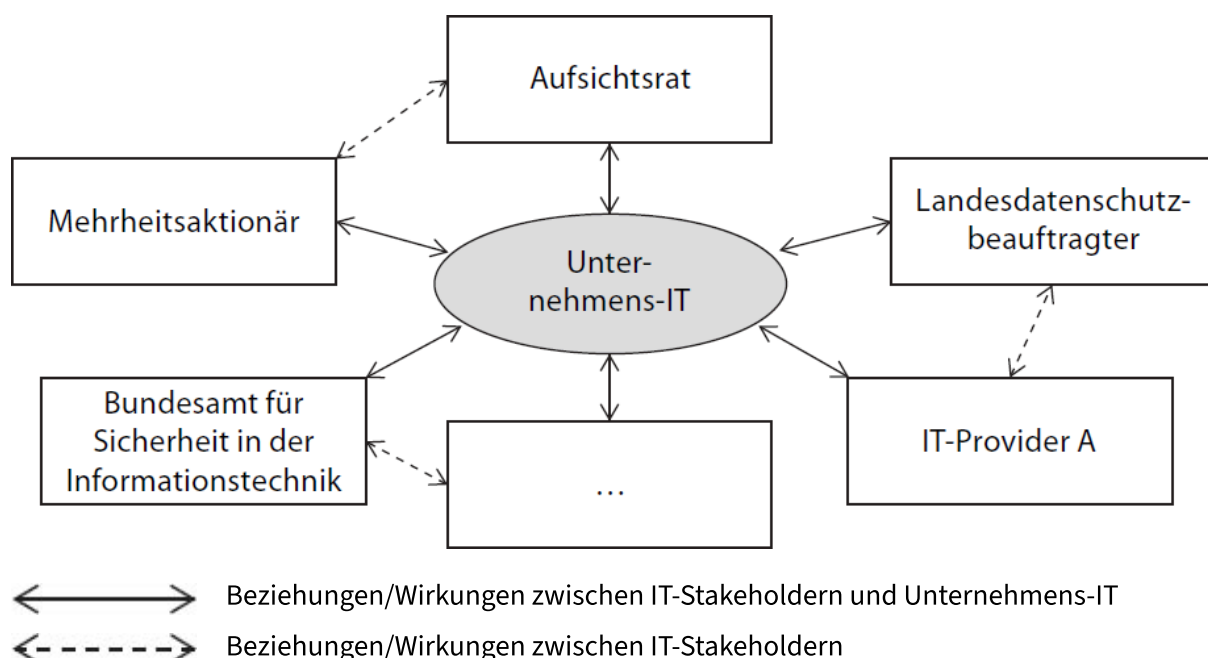 Aufsichtsrat
Mehrheitsaktionär
Landesdatenschutz-
beauftragter
Unter-
nehmens-IT
Bundesamt für
Sicherheit in der
Informationstechnik
...
IT-Provider A
Beziehungen/Wirkungen zwischen IT-Stakeholdern und Unternehmens-IT
Beziehungen/Wirkungen zwischen IT-Stakeholdern